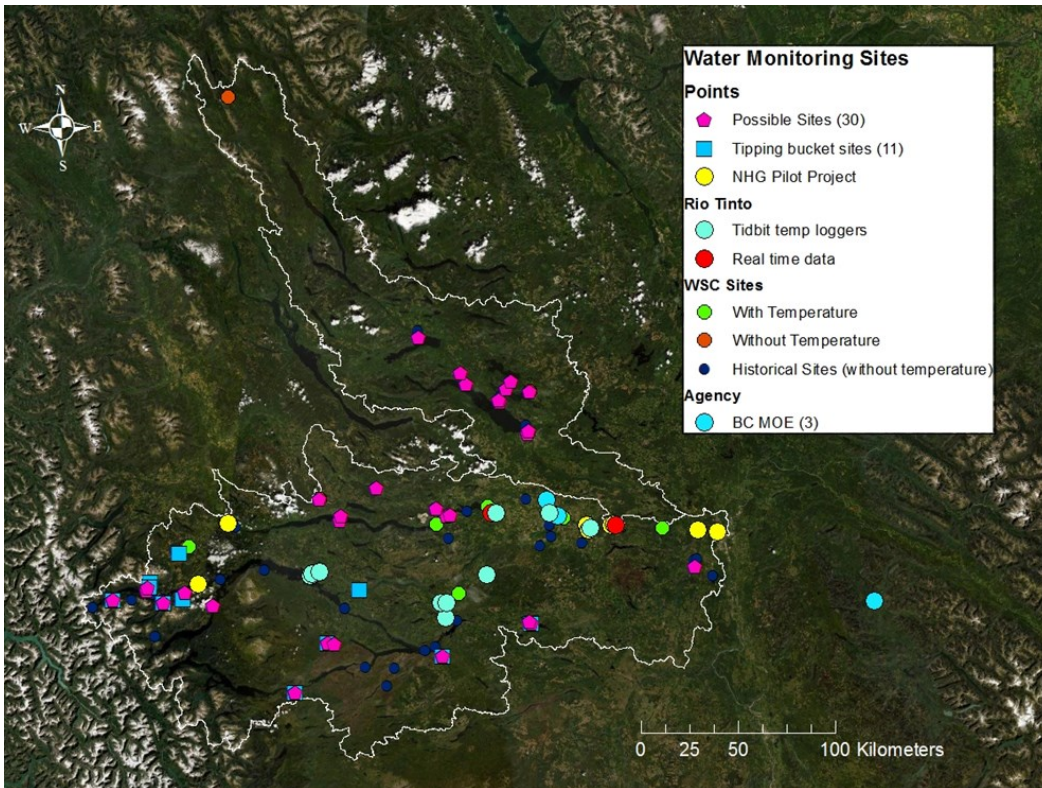 Water Monitoring Sites
Points
Possible Sites (30)
Tipping bucket sites (11)
NHG Pilot Project
Rio Tinto
Tidbit temp loggers
Real time data
WSC Sites
With Temperature
Without Temperature
Historical Sites (without temperature)
Agency
BC MOE (3)
N
W E
S
0 25 50 100 Kilometers